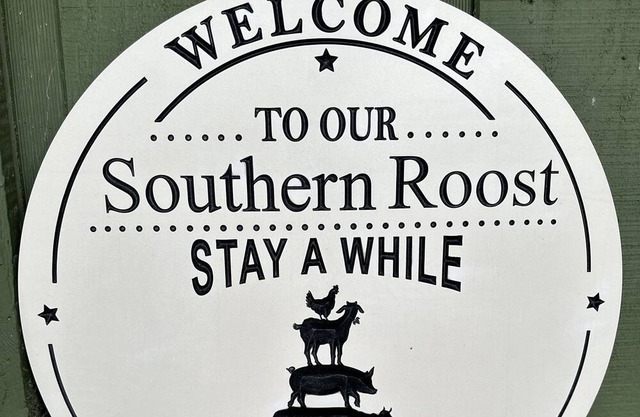 WELCOME
TO OUR
Southern Roost
STAY A WHILE